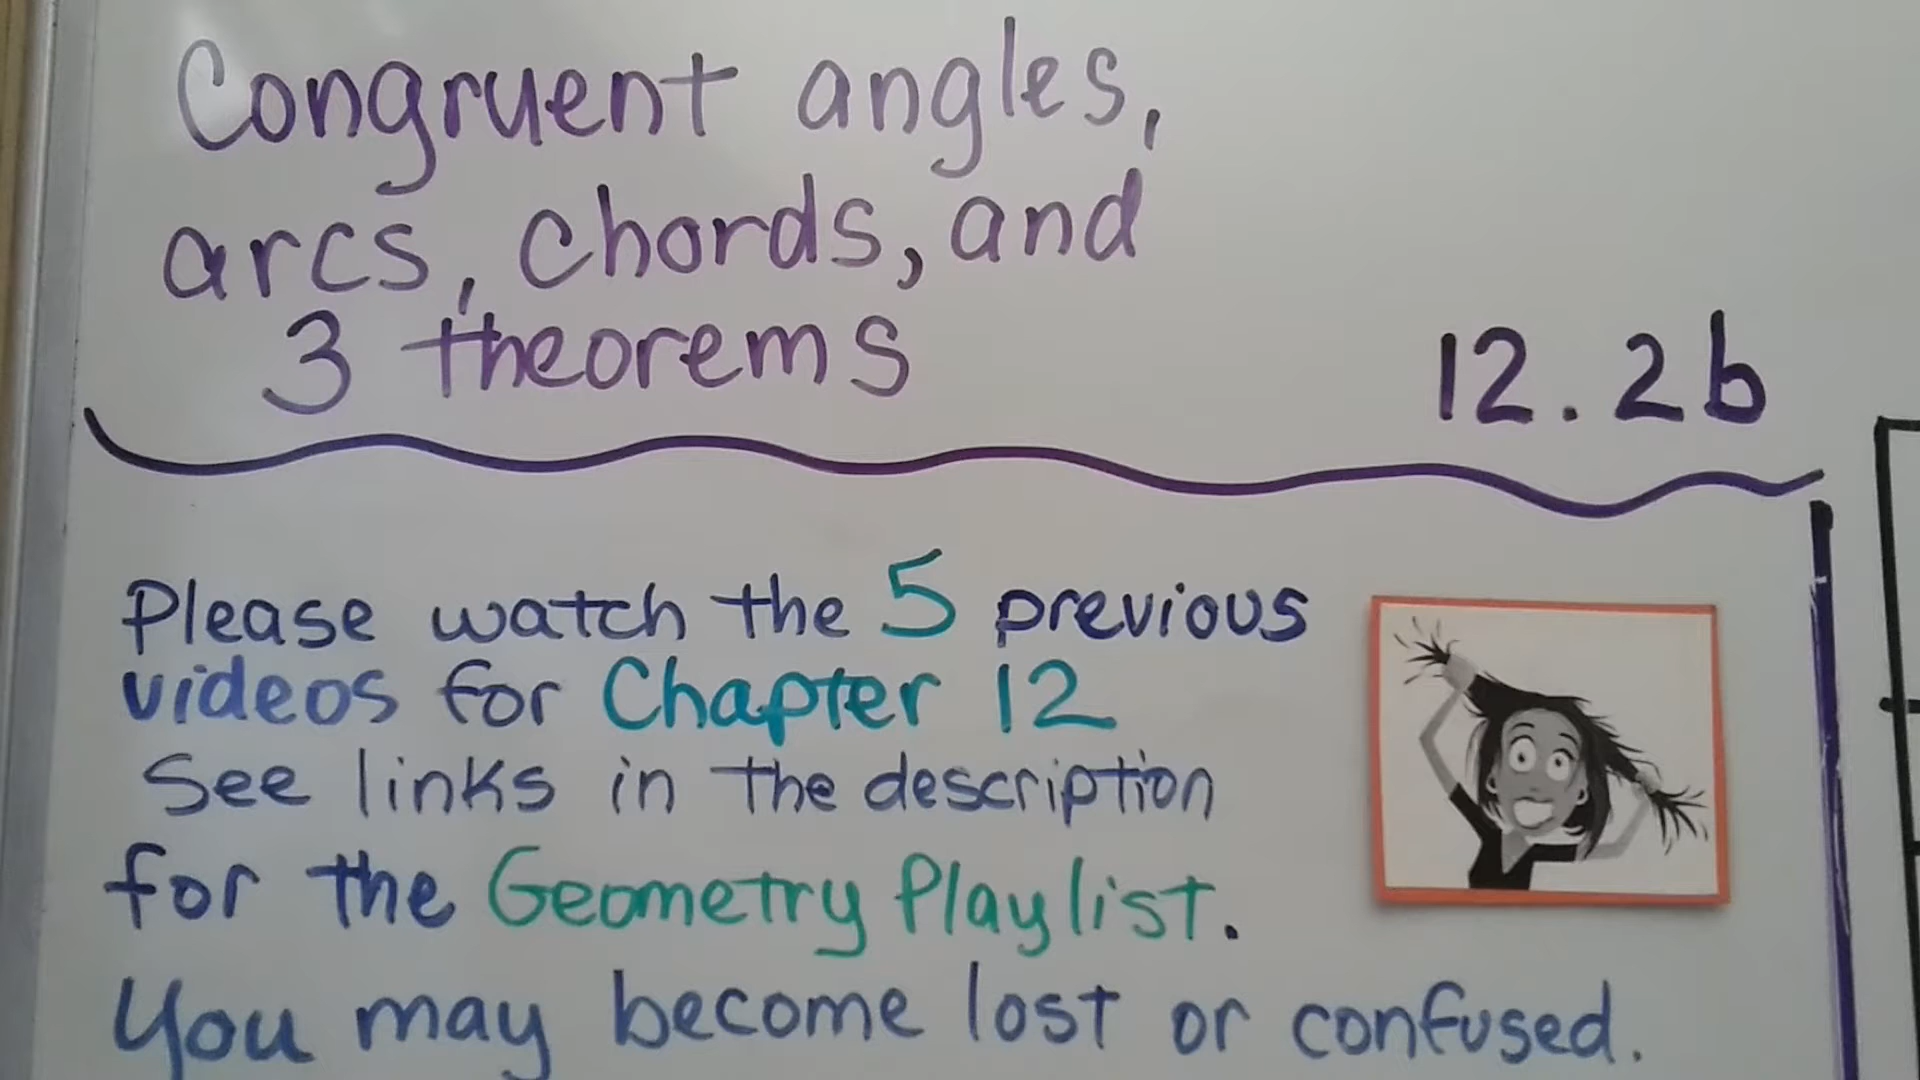 Congruent angles,
arcs, chords, and
3 theorems
12.2b
Please watch the 5 previous
videos for Chapter 12
See links in the description
for the Geometry Playlist.
You may become lost or confused.